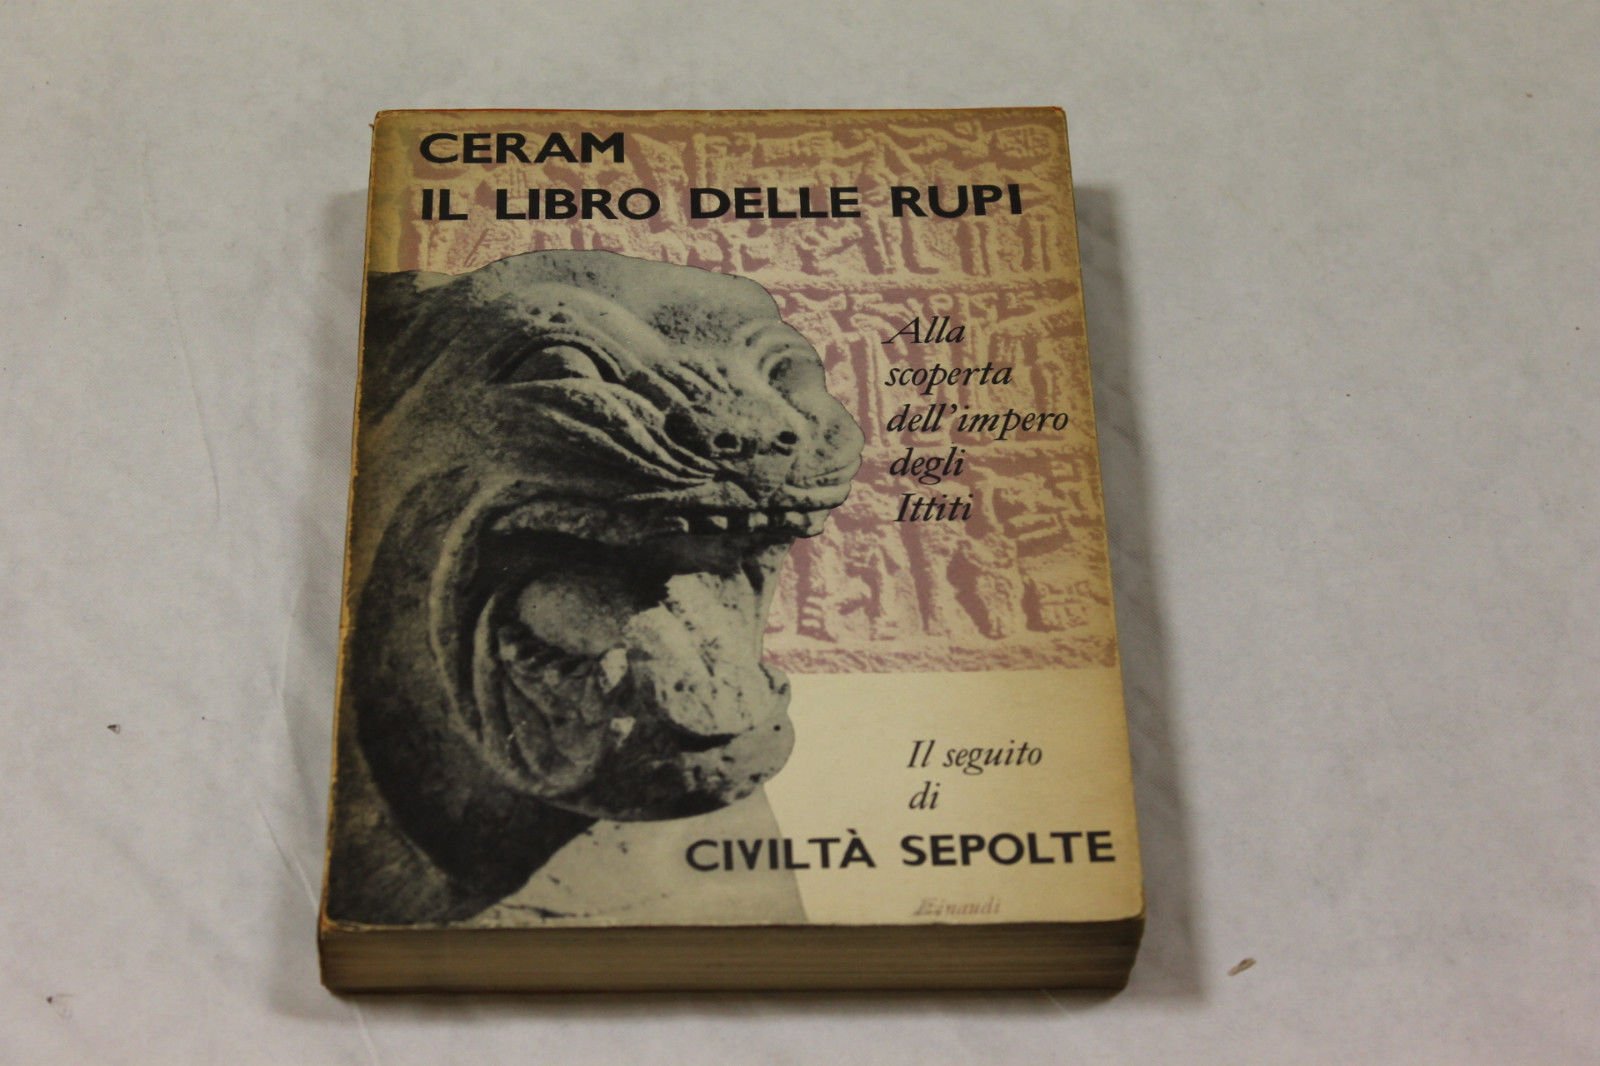 CERAM
IL LIBRO DELLE RUPI
Alla
scoperta
dell'impero
degli
Ittiti
Il seguito
di
CIVILTÀ SEPOLTE
Einaudi